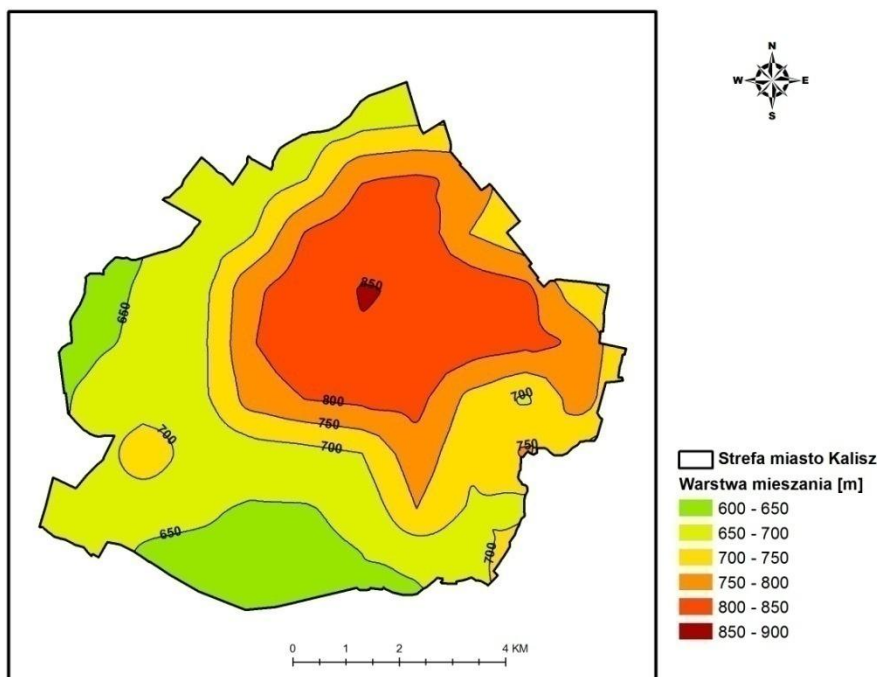 N
W E
S
850
650
700
800
750
700
700
750
650
700
0 2 4 KM
Strefa miasto Kalisz
Warstwa mieszania [m]
600 - 650
650 - 700
700 - 750
750 - 800
800 - 850
850 - 900